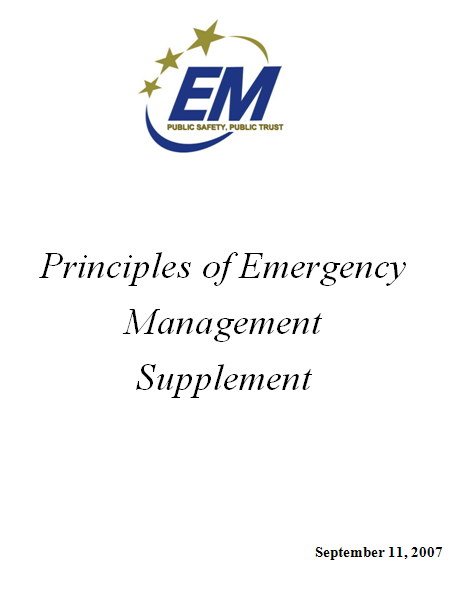 EM
PUBLIC SAFETY, PUBLIC TRUST
Principles of Emergency
Management
Supplement
September 11, 2007